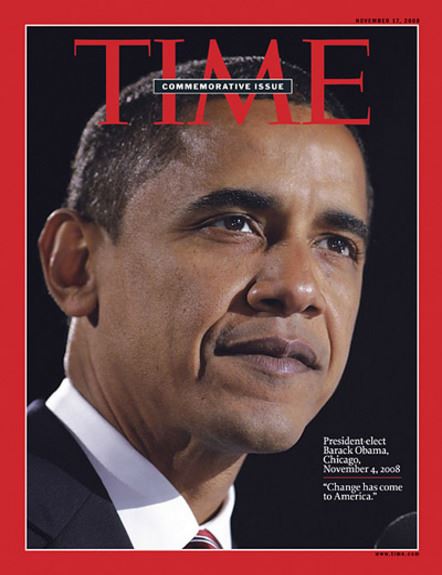 NOVEMBER 17, 2008
TIME
COMMEMORATIVE ISSUE
President-elect
Barack Obama,
Chicago,
November 4, 2008
"Change has come
to America."
www.time.com